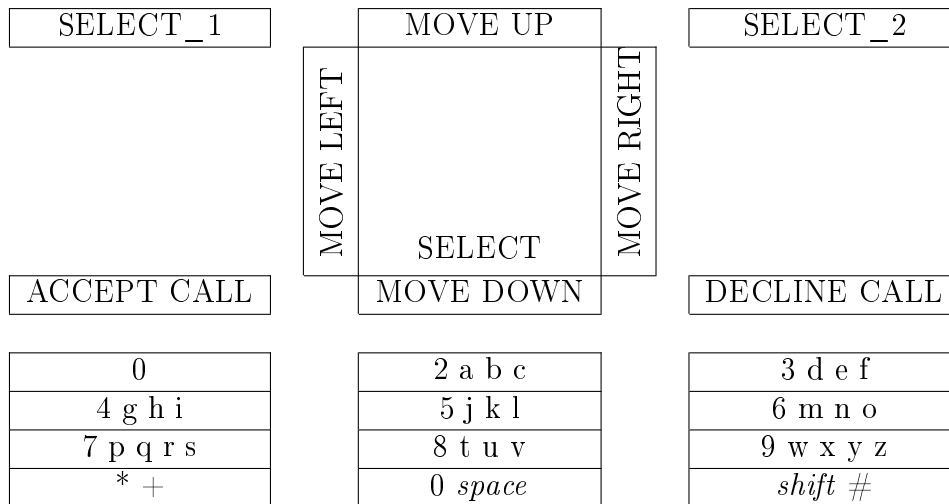 SELECT_1 MOVE UP SELECT_2
MOVE LEFT
MOVE RIGHT
SELECT
ACCEPT CALL MOVE DOWN DECLINE CALL
0 2 a b c 3 d e f
4 g h i 5 j k l 6 m n o
7 p q r s 8 t u v 9 w x y z
* + 0 space shift #